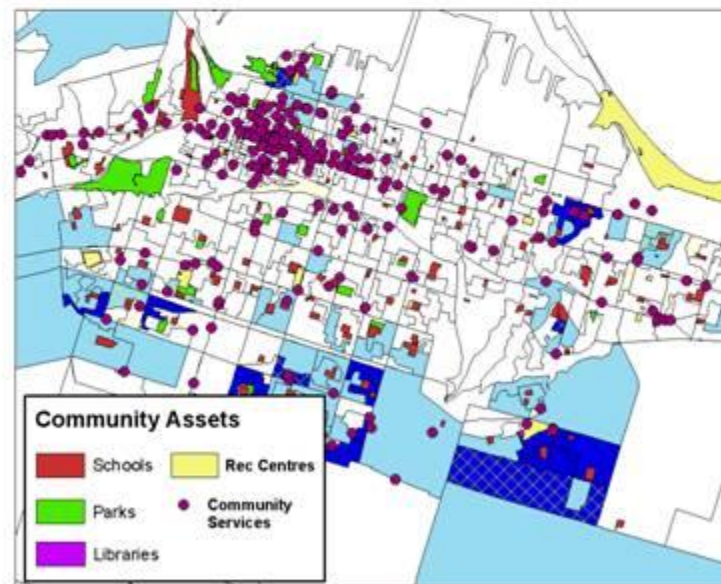 Community Assets
Schools
Rec Centres
Parks
Community
Services
Libraries